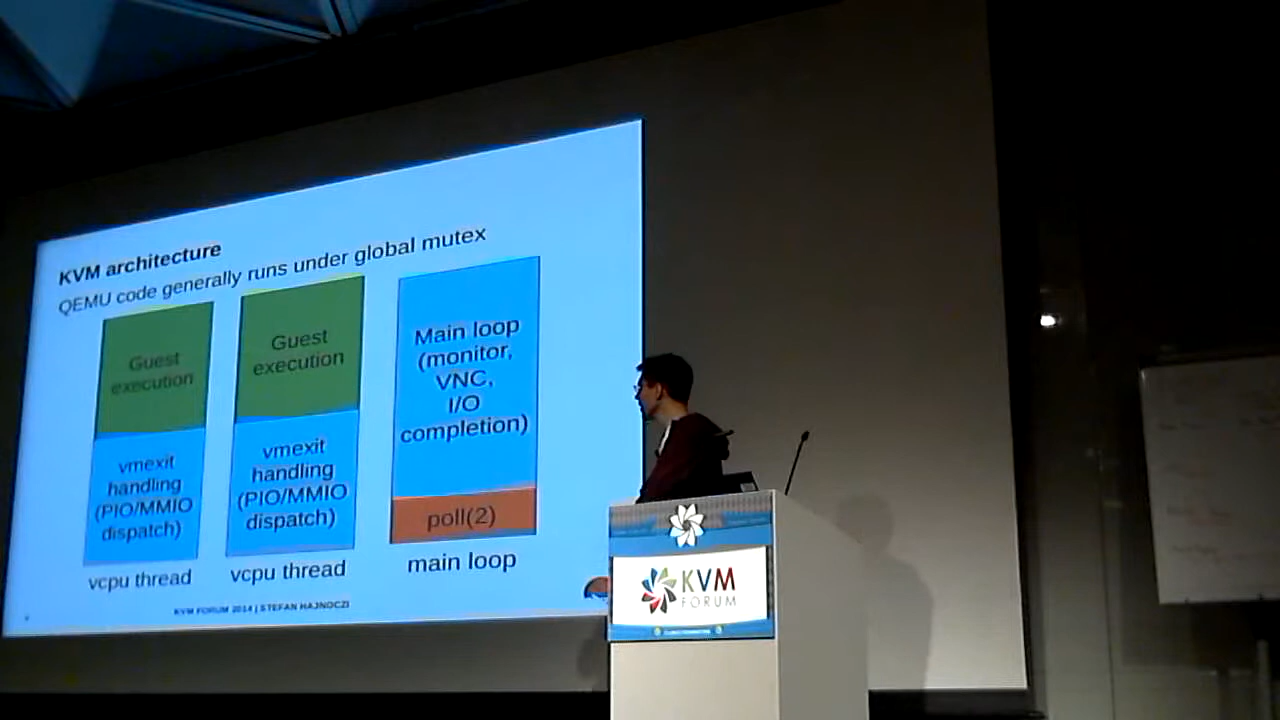 KVM architecture
QEMU code generally runs under global mutex
Guest
execution
vmexit
handling
(PIO/MMIO
dispatch)
vcpu thread
Guest
execution
vmexit
handling
(PIO/MMIO
dispatch)
vcpu thread
Main loop
(monitor,
VNC,
I/O
completion)
poll(2)
main loop
KVM FORUM 2014 | STEFAN HAJNOCZI
KVM
FORUM